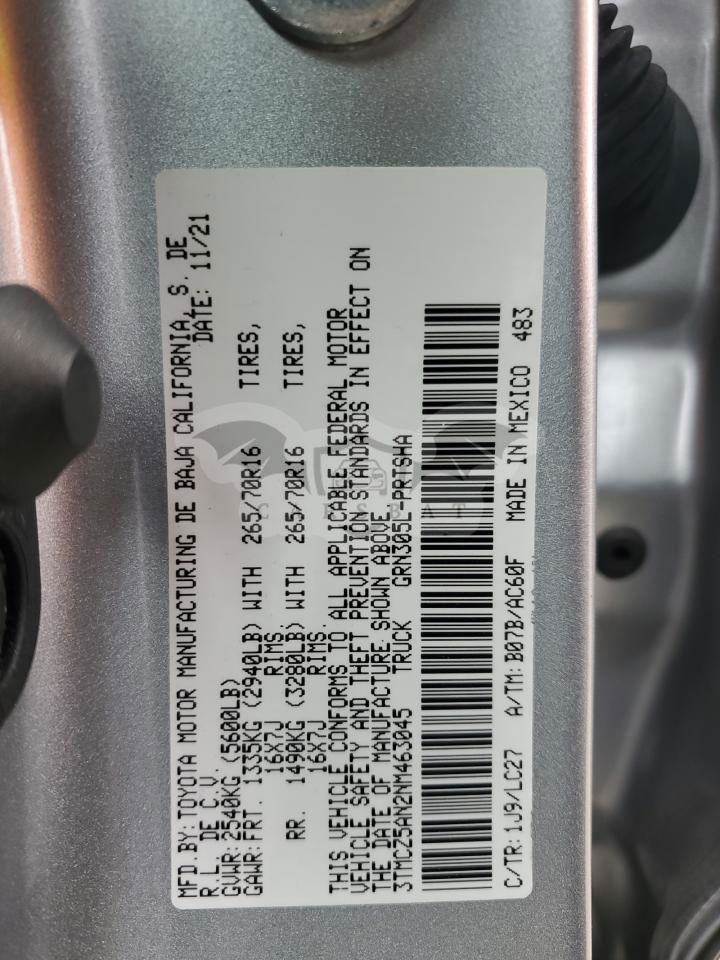 MFD.BY: TOYOTA MOTOR MANUFACTURING DE BAJA CALIFORNIA, S. DE
R.L. DE C.V. DATE: 11/21
GVWR: 2540KG (5600LB)
GAWR: FRT. 1335KG (2940LB) WITH 265/70R16 TIRES,
16X7J RIMS
RR. 1490KG (3280LB) WITH 265/70R16 TIRES,
16X7J RIMS.
THIS VEHICLE CONFORMS TO ALL APPLICABLE FEDERAL MOTOR
VEHICLE SAFETY AND THEFT PREVENTION STANDARDS IN EFFECT ON
THE DATE OF MANUFACTURE SHOWN ABOVE.
3TMCZ5AN2NM463045 TRUCK GRN305L-PRTSHA
C/TR: 1J9/LC27 A/TM: B07B/AC60F MADE IN MEXICO 483